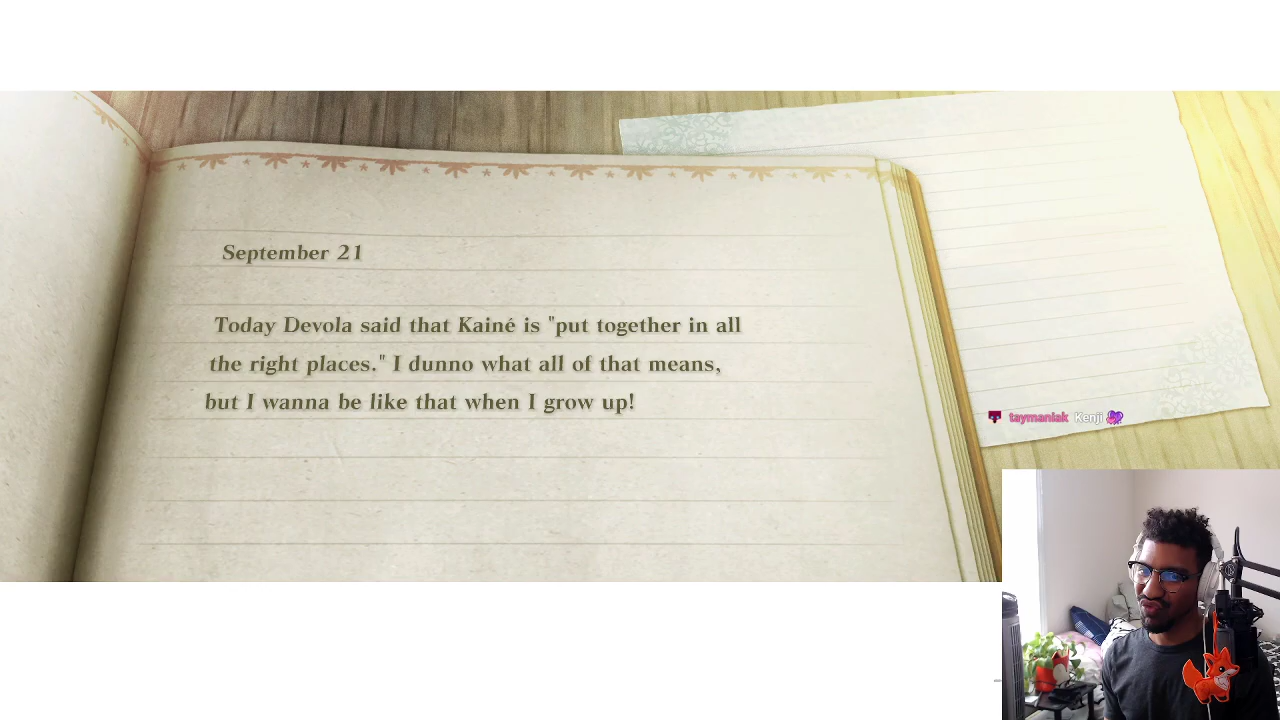 September 21
Today Devola said that Kainé is "put together in all
the right places." I dunno what all of that means,
but I wanna be like that when I grow up!
taymaniak Kenji